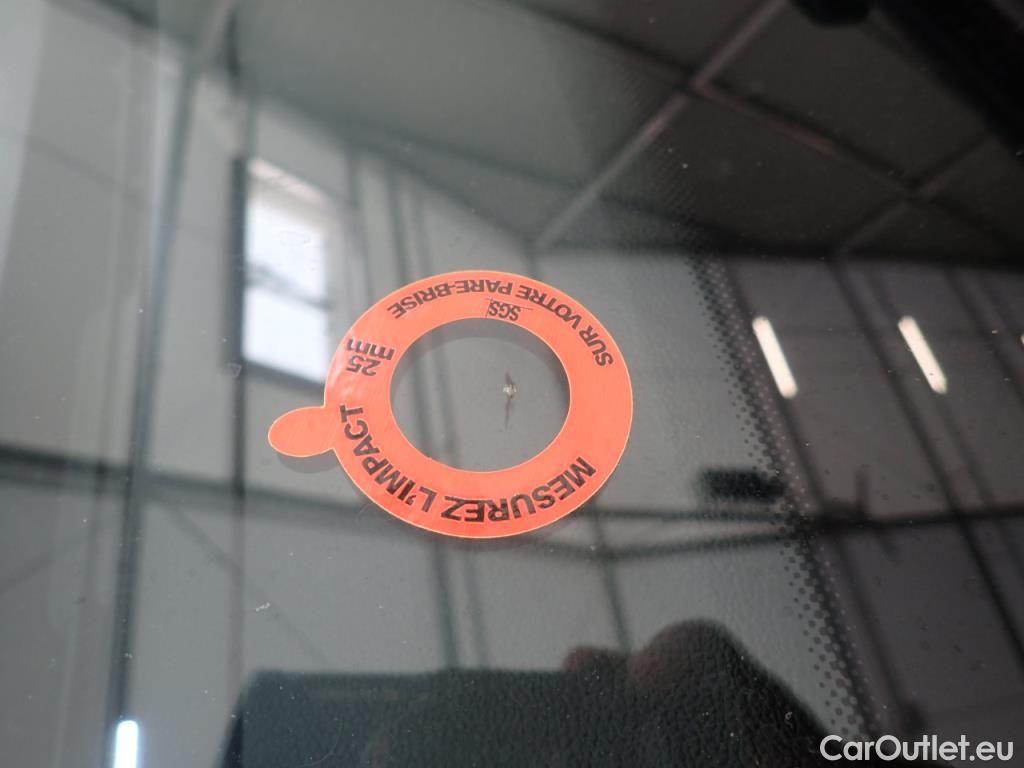 MESUREZ L'IMPACT
25
mm
SUR VOTRE PARE-BRISE
SGS
CarOutlet.eu